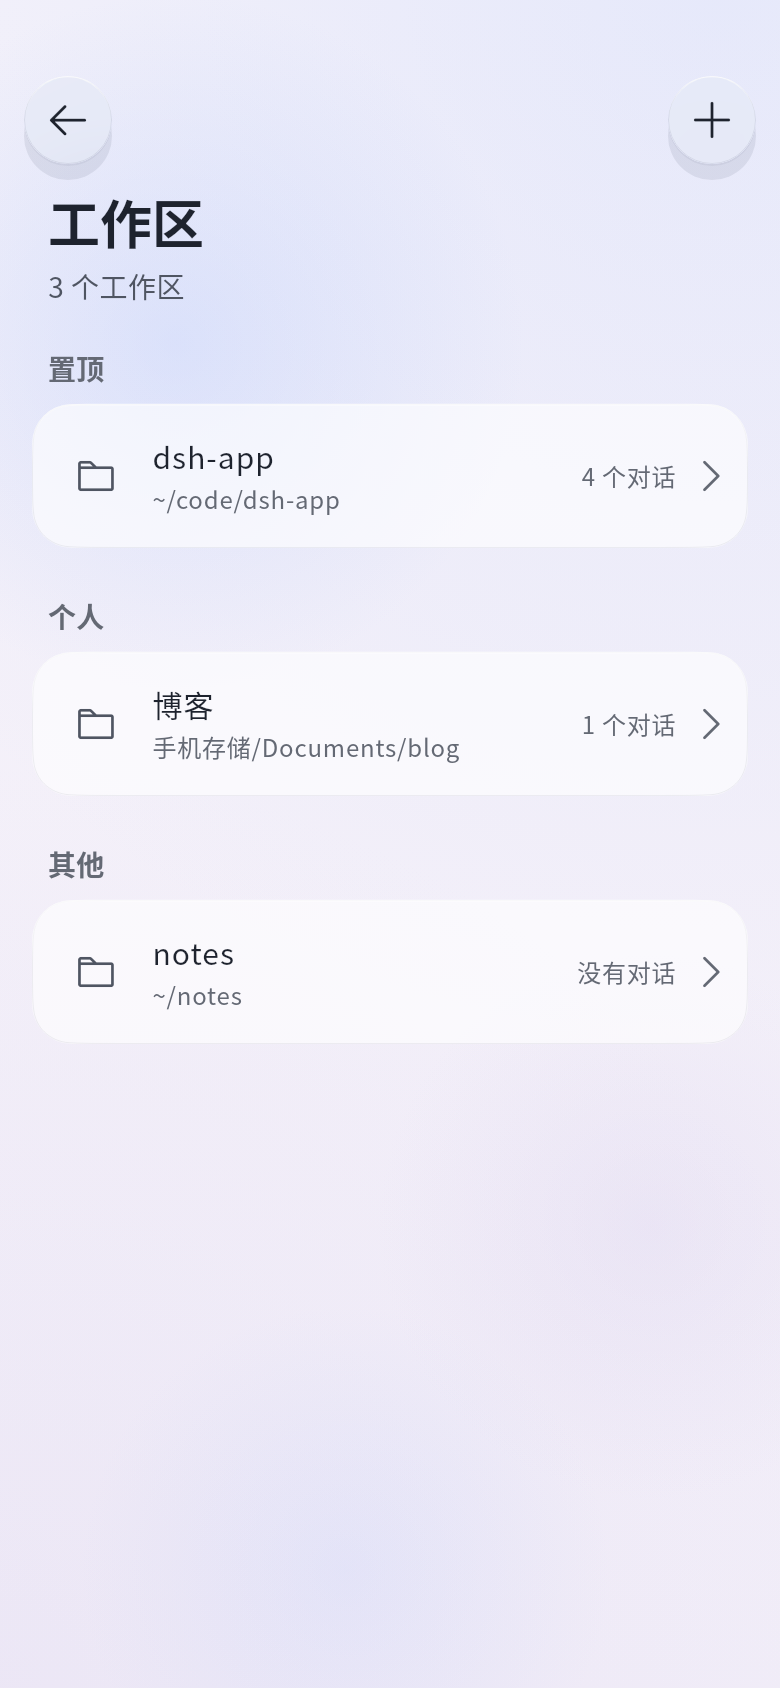 工作区
3 个工作区
置顶
dsh-app
~/code/dsh-app
4 个对话
个人
博客
手机存储/Documents/blog
1 个对话
其他
notes
~/notes
没有对话